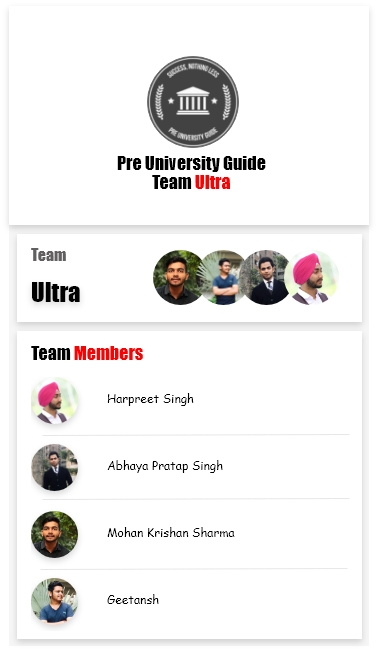 SUCCESS, NOTHING LESS
PRE UNIVERSITY GUIDE
Pre University Guide
Team Ultra
Team
Ultra
Team Members
Harpreet Singh
Abhaya Pratap Singh
Mohan Krishan Sharma
Geetansh